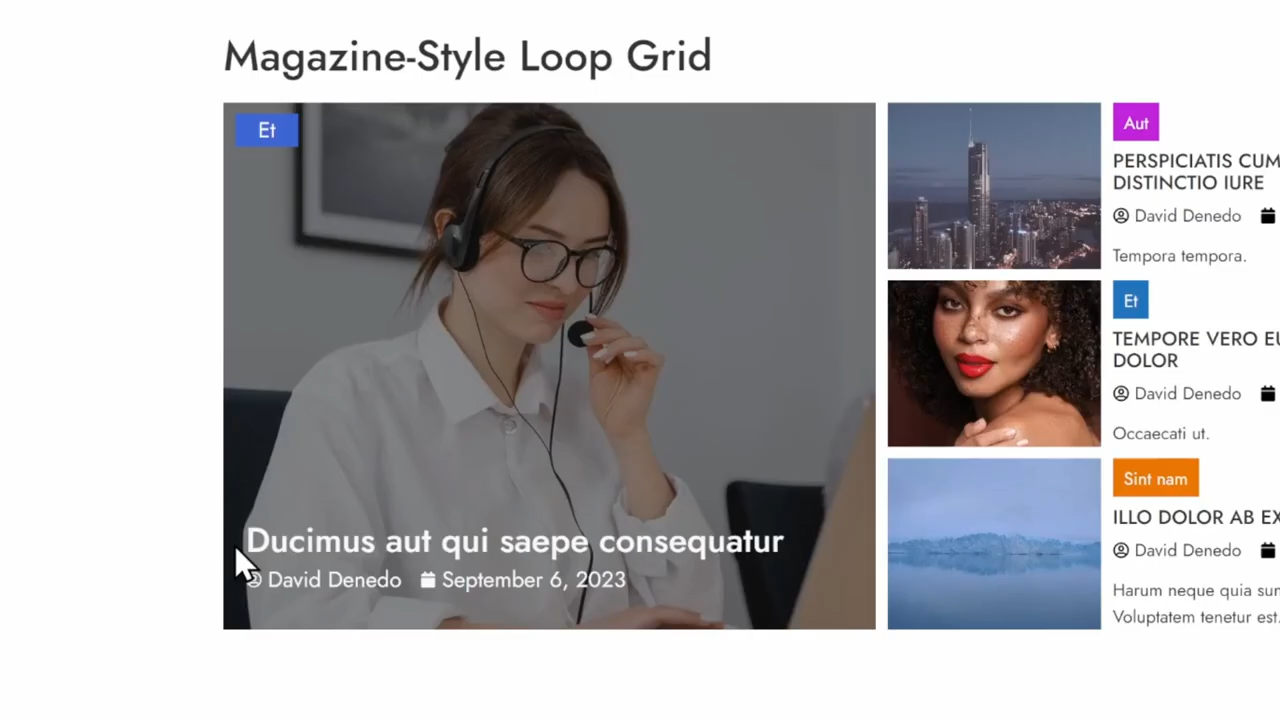 Magazine-Style Loop Grid
Et
Ducimus aut qui saepe consequatur
David Denedo September 6, 2023
Aut
PERSPICIATIS CUM
DISTINCTIO IURE
David Denedo
Tempora tempora.
Et
TEMPORE VERO EU
DOLOR
David Denedo
Occaecati ut.
Sint nam
ILLO DOLOR AB EX
David Denedo
Harum neque quia sun
Voluptatem tenetur est.